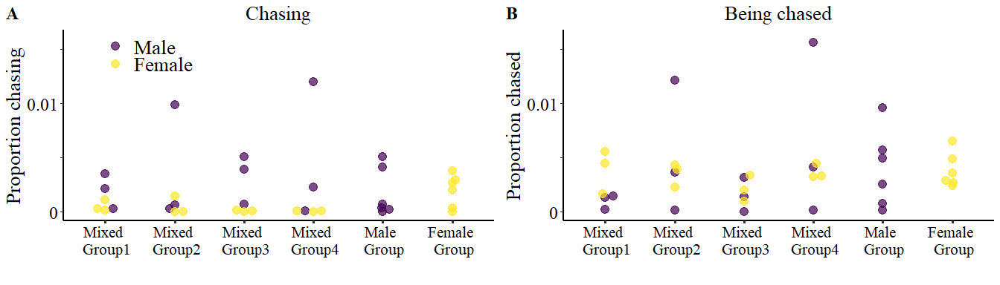 A
Chasing
Proportion chasing
Male
Female
0.01
0
Mixed Group1
Mixed Group2
Mixed Group3
Mixed Group4
Male Group
Female Group
B
Being chased
Proportion chased
0.01
0
Mixed Group1
Mixed Group2
Mixed Group3
Mixed Group4
Male Group
Female Group